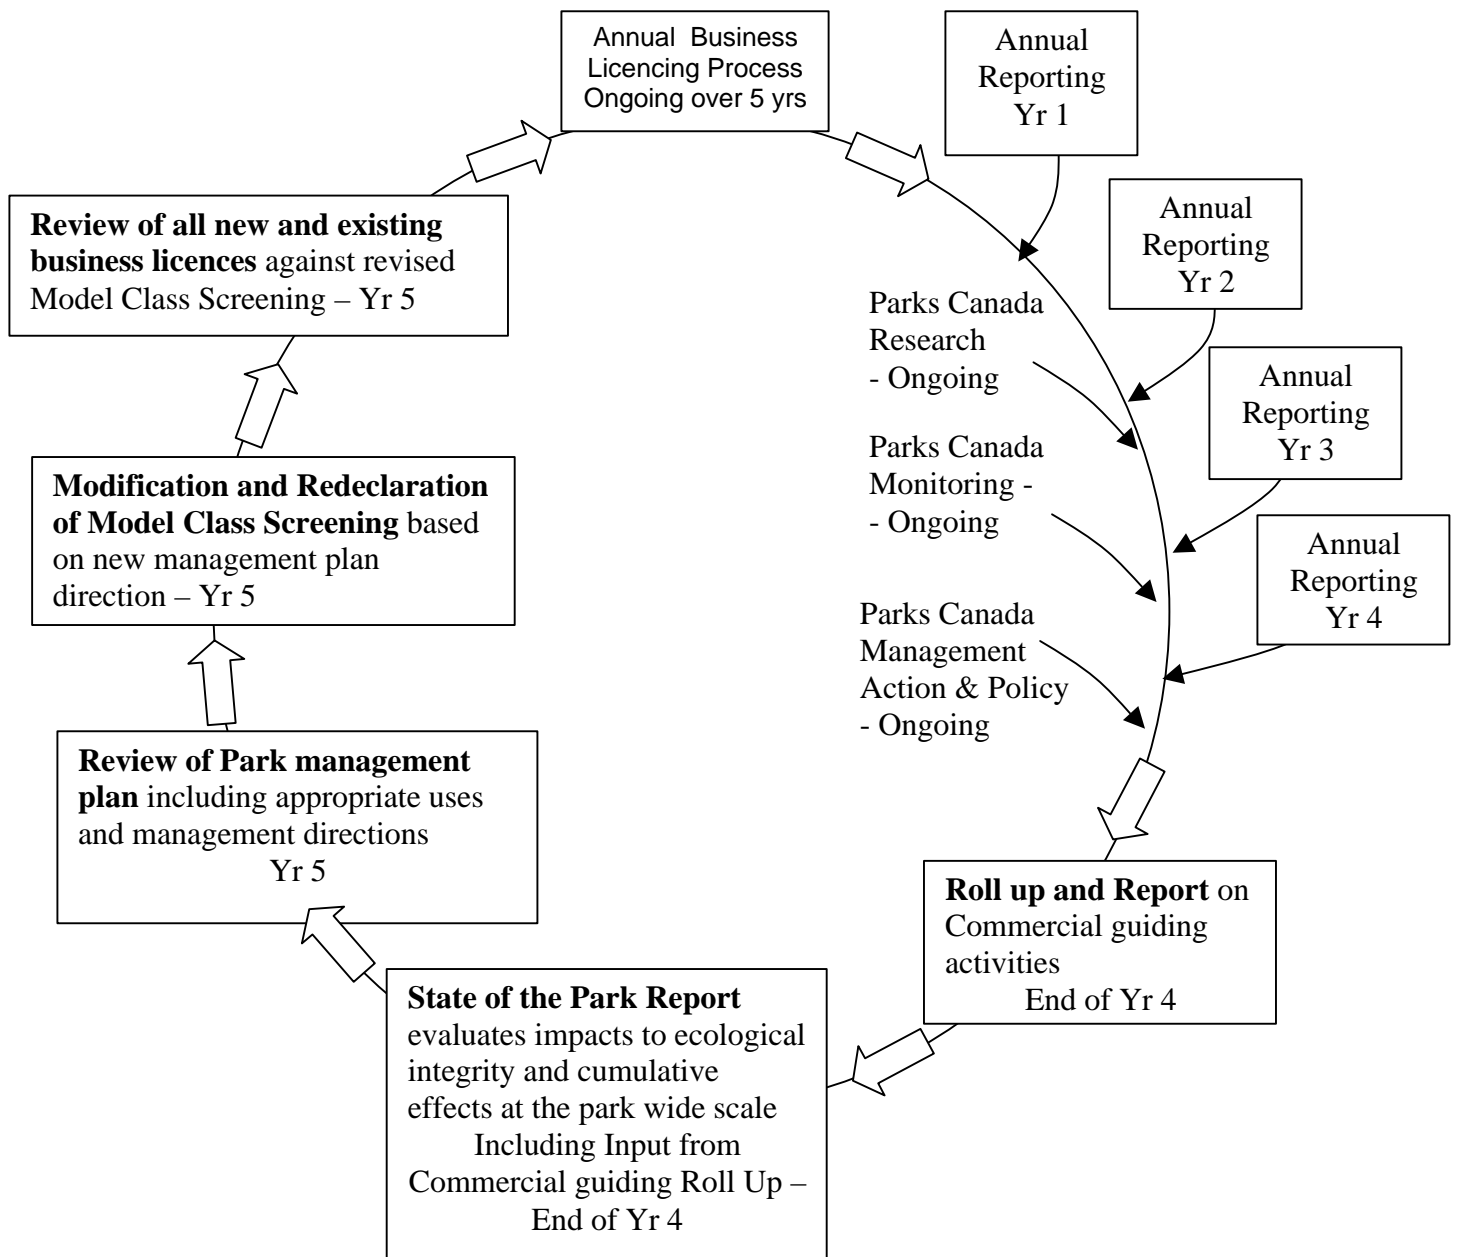 Annual Business
Licencing Process
Ongoing over 5 yrs
Annual
Reporting
Yr 1
Annual
Reporting
Yr 2
Annual
Reporting
Yr 3
Annual
Reporting
Yr 4
Parks Canada
Research
- Ongoing
Parks Canada
Monitoring -
- Ongoing
Parks Canada
Management
Action & Policy
- Ongoing
Roll up and Report on
Commercial guiding
activities
End of Yr 4
State of the Park Report
evaluates impacts to ecological
integrity and cumulative
effects at the park wide scale
Including Input from
Commercial guiding Roll Up –
End of Yr 4
Review of Park management
plan including appropriate uses
and management directions
Yr 5
Modification and Redeclaration
of Model Class Screening based
on new management plan
direction – Yr 5
Review of all new and existing
business licences against revised
Model Class Screening – Yr 5